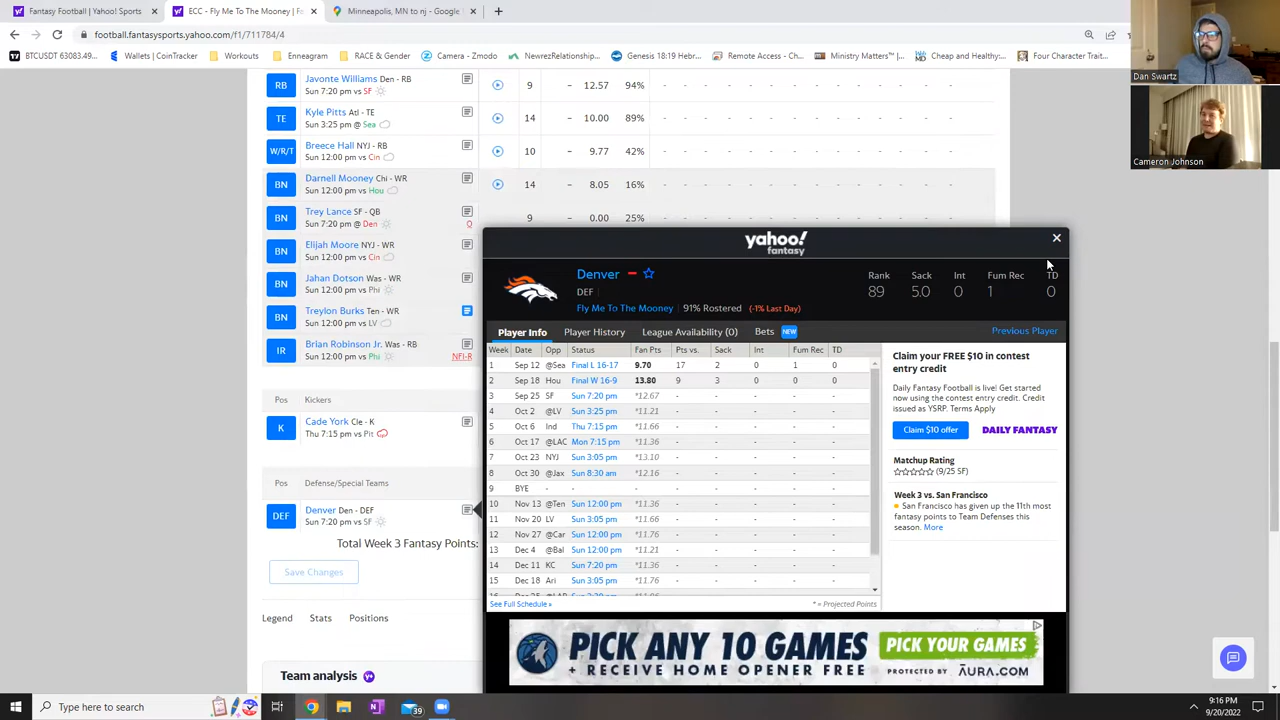 Fantasy Football | Yahoo! Sports × ECC - Fly Me To The Mooney | F × Minneapolis, MN to nj - Google × +
football.fantasysports.yahoo.com/f1/711784/4
BTCUSDT 63083.49... Wallets | CoinTracker Workouts Enneagram RACE & Gender Camera – Zmodo NewrezRelationship... Genesis 18:19 Hebr... Remote Access - Ch... Ministry Matters™ |... Cheap and Healthy:... Four Character Trait...
Dan Swartz
Cameron Johnson
RB Javonte Williams Den - RB 9 – 12.57 94% - - - - - - - - - -
Sun 7:20 pm vs SF
TE Kyle Pitts Atl - TE 14 – 10.00 89% - - - - - - - - - -
Sun 3:25 pm @ Sea
W/R/T Breece Hall NYJ - RB 10 – 9.77 42% - - - - - - - - - -
Sun 12:00 pm vs Cin
BN Darnell Mooney Chi - WR 14 – 8.05 16% - - - - - - - - - -
Sun 12:00 pm vs Hou
BN Trey Lance SF - QB 9 – 0.00 25% - - - - - - - - - -
Sun 7:20 pm @ Den Q
BN Elijah Moore NYJ - WR
Sun 12:00 pm vs Cin
BN Jahan Dotson Was - WR
Sun 12:00 pm vs Phi
BN Treylon Burks Ten - WR
Sun 12:00 pm vs LV
IR Brian Robinson Jr. Was - RB
Sun 12:00 pm vs Phi NFI-R
Pos Kickers
K Cade York Cle - K
Thu 7:15 pm vs Pit
Pos Defense/Special Teams
DEF Denver Den - DEF
Sun 7:20 pm vs SF
Total Week 3 Fantasy Points:
Save Changes
Legend Stats Positions
Team analysis
yahoo! ×
fantasy
Denver
DEF
Fly Me To The Mooney 91% Rostered (-1% Last Day)
Rank Sack Int Fum Rec TD
89 5.0 0 1 0
Player Info Player History League Availability (0) Bets NEW Previous Player
Week Date Opp Status Fan Pts Pts vs. Sack Int Fum Rec TD
1 Sep 12 @Sea Final L 16-17 9.70 17 2 0 1 0
2 Sep 18 Hou Final W 16-9 13.80 9 3 0 0 0
3 Sep 25 SF Sun 7:20 pm *12.67 - - - - -
4 Oct 2 @LV Sun 3:25 pm *11.21 - - - - -
5 Oct 6 Ind Thu 7:15 pm *11.66 - - - - -
6 Oct 17 @LAC Mon 7:15 pm *11.36 - - - - -
7 Oct 23 NYJ Sun 3:05 pm *13.10 - - - - -
8 Oct 30 @Jax Sun 8:30 am *12.16 - - - - -
9 BYE - - - - - - -
10 Nov 13 @Ten Sun 12:00 pm *11.36 - - - - -
11 Nov 20 LV Sun 3:05 pm *11.66 - - - - -
12 Nov 27 @Car Sun 12:00 pm *11.76 - - - - -
13 Dec 4 @Bal Sun 12:00 pm *11.21 - - - - -
14 Dec 11 KC Sun 7:20 pm *11.36 - - - - -
15 Dec 18 Ari Sun 3:05 pm *11.76 - - - - -
See Full Schedule » * = Projected Points
Claim your FREE $10 in contest
entry credit
Daily Fantasy Football is live! Get started
now using the contest entry credit. Credit
issued as YSRP. Terms Apply
Claim $10 offer DAILY FANTASY
Matchup Rating
(9/25 SF)
Week 3 vs. San Francisco
San Francisco has given up the 11th most
fantasy points to Team Defenses this
season. More
PICK ANY 10 GAMES
+ RECEIVE HOME OPENER FREE
PICK YOUR GAMES
PROTECTED BY AURA.COM
Type here to search
39
9:16 PM
9/20/2022